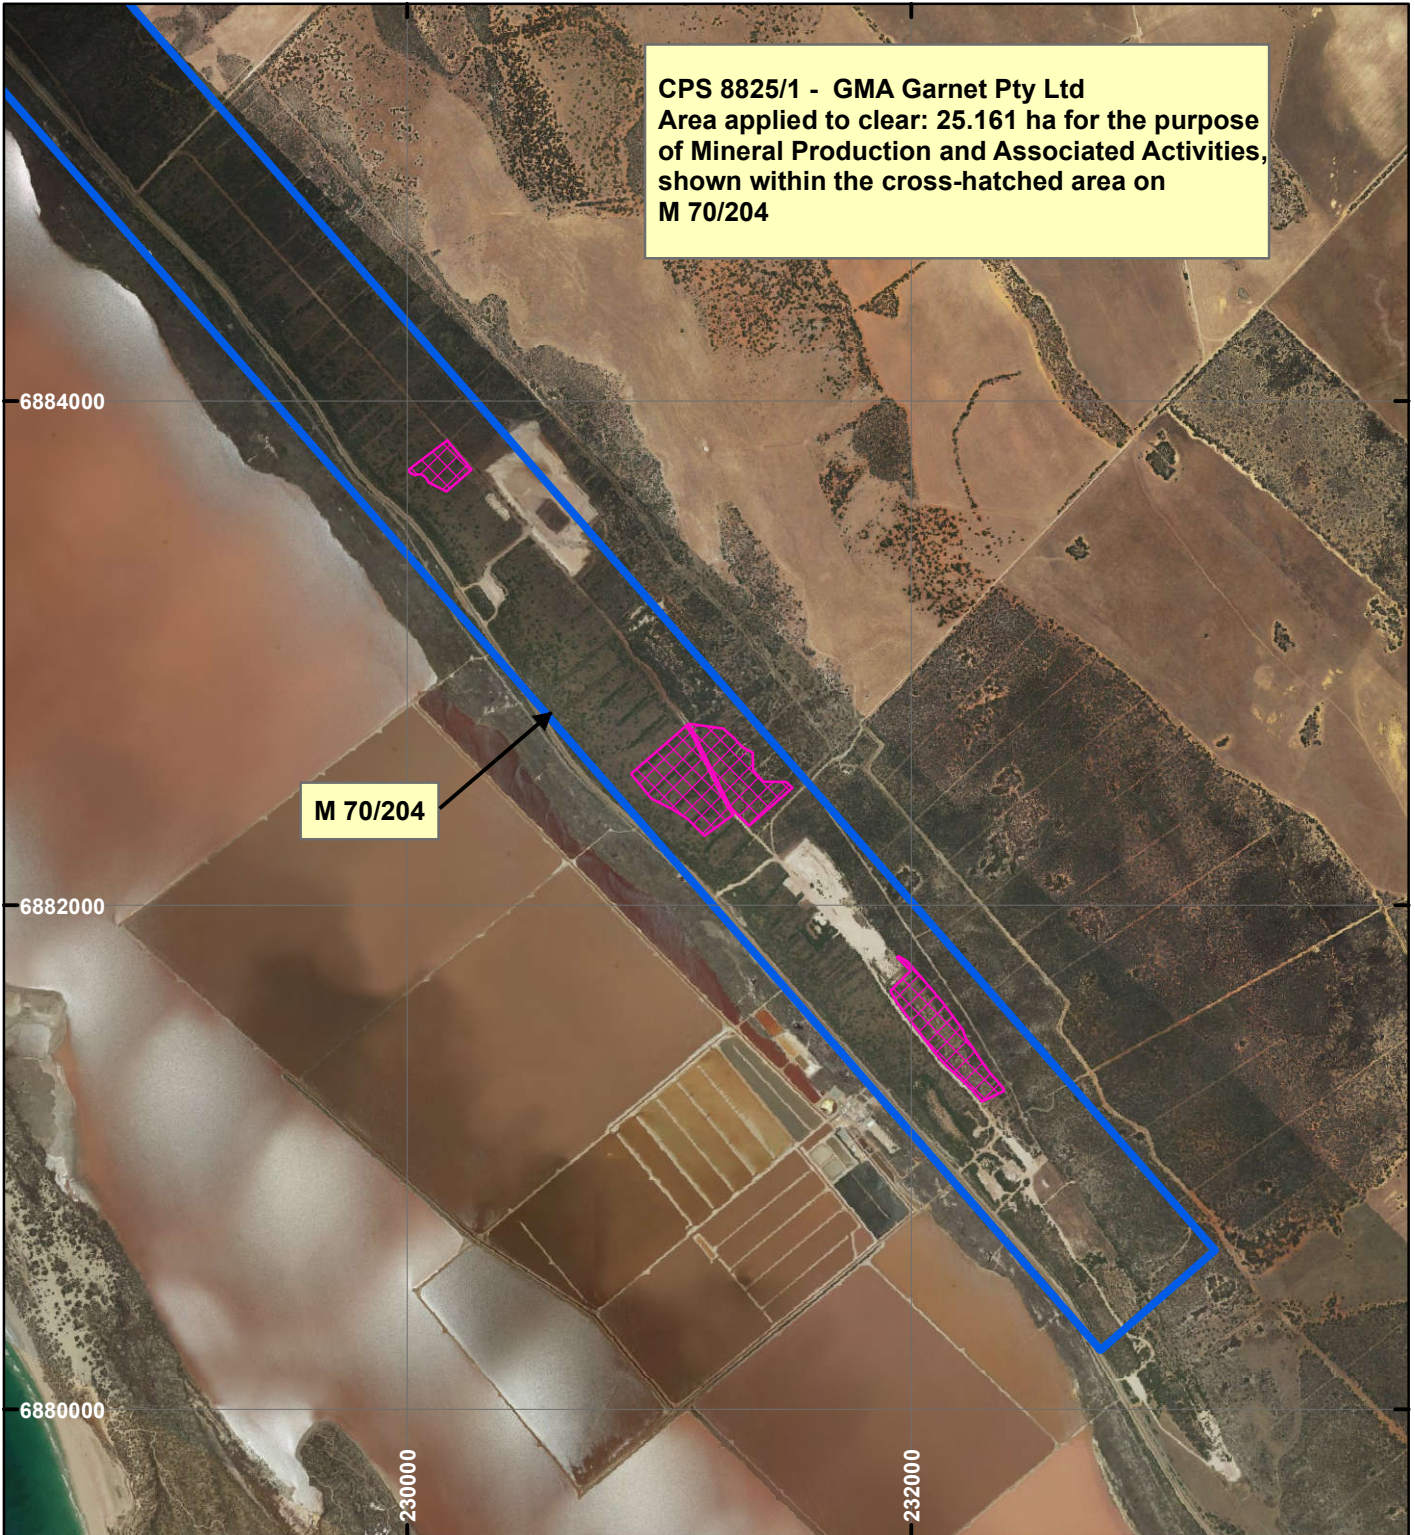 CPS 8825/1 - GMA Garnet Pty Ltd
Area applied to clear: 25.161 ha for the purpose
of Mineral Production and Associated Activities,
shown within the cross-hatched area on
M 70/204
6884000
M 70/204
6882000
6880000
230000
232000